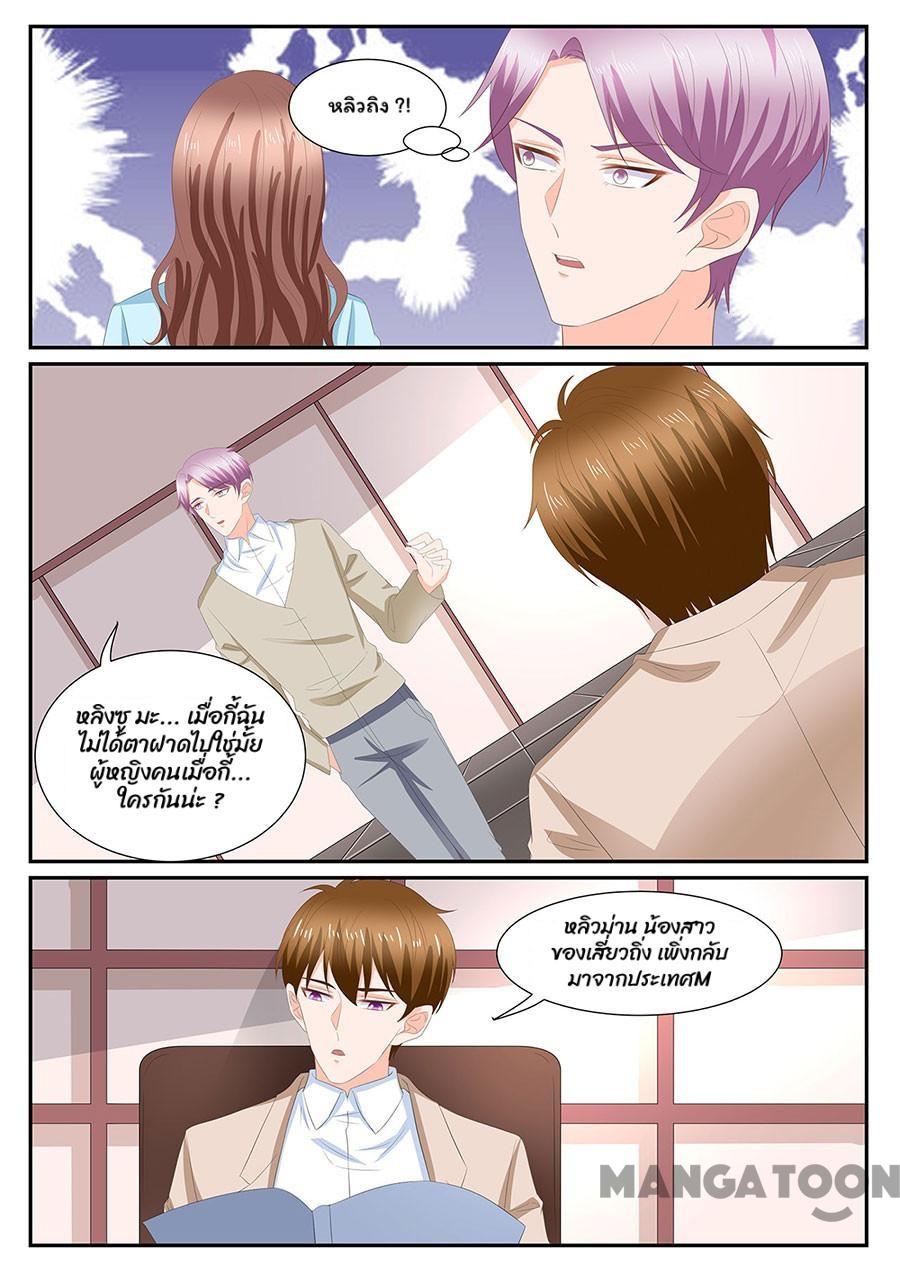 หลิวถิง ?!
หลิงซู มะ... เมื่อกี้ฉัน
ไม่ได้ตาฝาดไปใช่มั้ย
ผู้หญิงคนเมื่อกี้...
ใครกันน่ะ ?
หลิวม่าน น้องสาว
ของเสี่ยวถิ่ง เพิ่งกลับ
มาจากประเทศM
MANGATOON